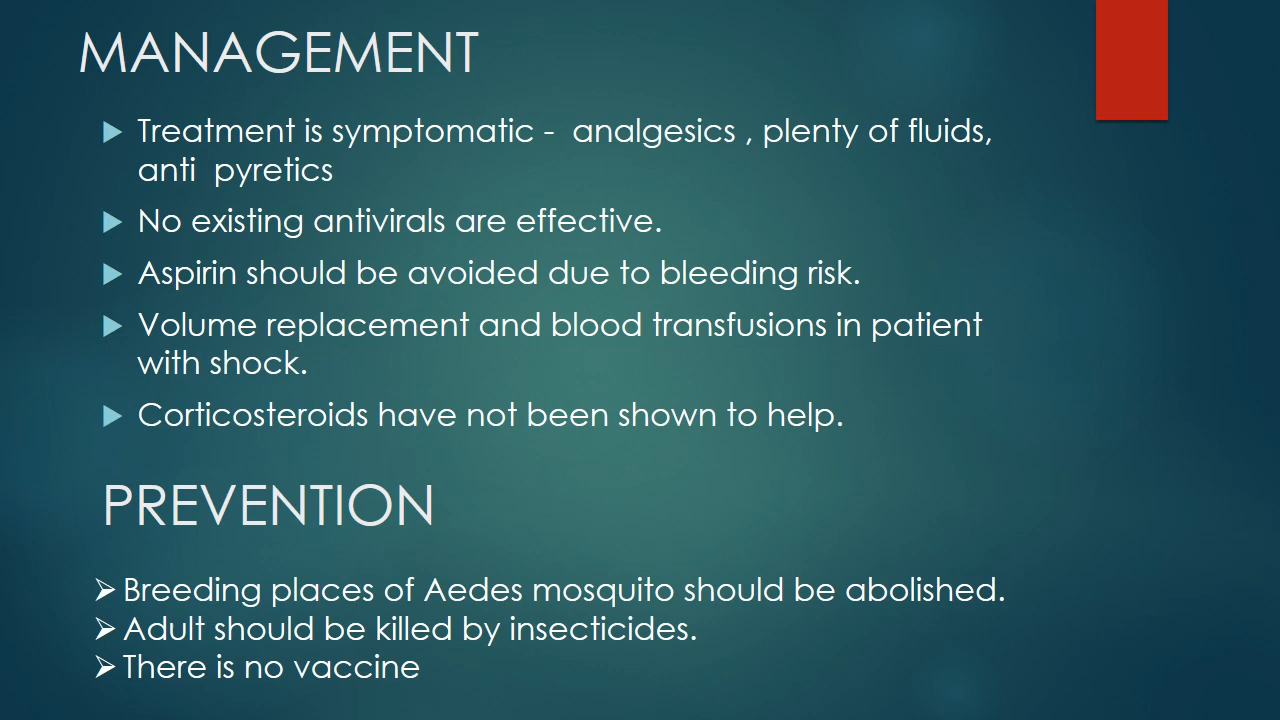 MANAGEMENT
Treatment is symptomatic -  analgesics , plenty of fluids,
anti  pyretics
No existing antivirals are effective.
Aspirin should be avoided due to bleeding risk.
Volume replacement and blood transfusions in patient
with shock.
Corticosteroids have not been shown to help.
PREVENTION
Breeding places of Aedes mosquito should be abolished.
Adult should be killed by insecticides.
There is no vaccine